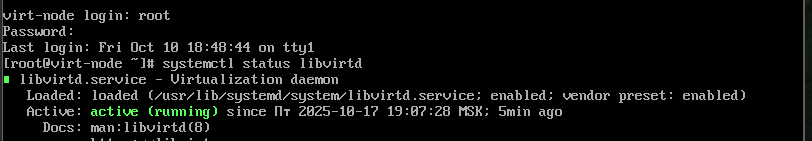 virt-node login: root
Password:
Last login: Fri Oct 10 18:48:44 on tty1
[root@virt-node ~]# systemctl status libvirtd
■ libvirtd.service - Virtualization daemon
Loaded: loaded (/usr/lib/systemd/system/libvirtd.service; enabled; vendor preset: enabled)
Active: active (running) since Пт 2025-10-17 19:07:28 MSK; 5min ago
Docs: man:libvirtd(8)